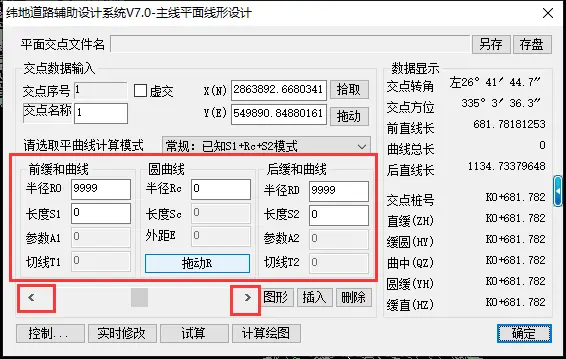 纬地道路辅助设计系统V7.0-主线平面线形设计
平面交点文件名 另存 存盘
交点数据输入
交点序号 1 虚交 X(N) 2863892.6680341 拾取
交点名称 1 Y(E) 549890.84880161 拖动
请选取平曲线计算模式 常规: 已知S1+Rc+S2模式
前缓和曲线 圆曲线 后缓和曲线
半径RO 9999 半径Rc 0 半径RD 9999
长度S1 0 长度Sc 0 长度S2 0
参数A1 0 外距E 0 参数A2 0
切线T1 0 拖动R 切线T2 0
< > 图形 插入 删除
控制... 实时修改 试算 计算绘图
数据显示
交点转角 左26° 41′ 44.7″
交点方位 335° 3′ 36.3″
前直线长 681.78181253
曲线总长 0
后直线长 1134.73379648
交点桩号 K0+681.782
直缓(ZH) K0+681.782
缓圆(HY) K0+681.782
曲中(QZ) K0+681.782
圆缓(YH) K0+681.782
缓直(HZ) K0+681.782
确定